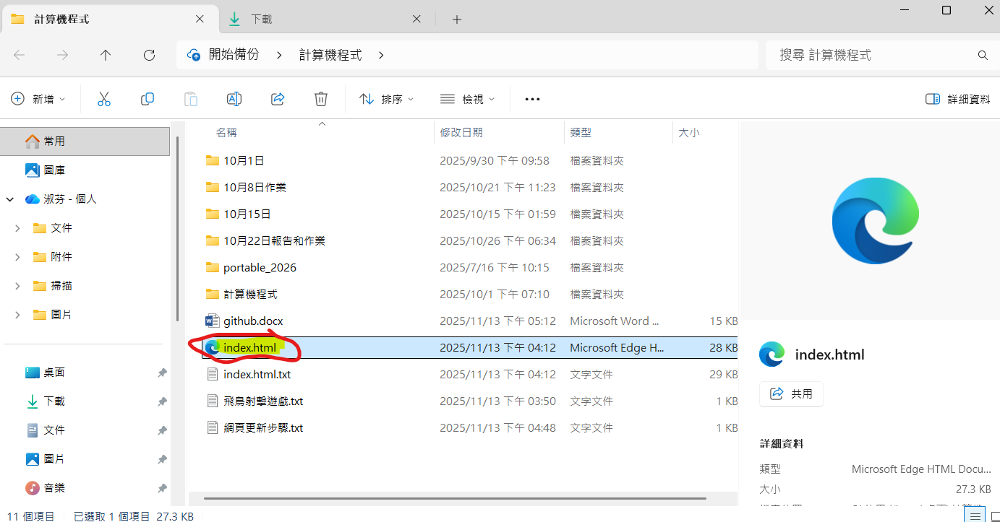 計算機程式
下載
開始備份 > 計算機程式 >
搜尋 計算機程式
新增
排序
檢視
詳細資料
常用
圖庫
淑芬 - 個人
文件
附件
掃描
圖片
桌面
下載
文件
圖片
音樂
名稱 修改日期 類型 大小
10月1日 2025/9/30 下午 09:58 檔案資料夾
10月8日作業 2025/10/21 下午 11:23 檔案資料夾
10月15日 2025/10/15 下午 01:59 檔案資料夾
10月22日報告和作業 2025/10/26 下午 06:34 檔案資料夾
portable_2026 2025/7/16 下午 10:15 檔案資料夾
計算機程式 2025/10/1 下午 07:10 檔案資料夾
github.docx 2025/11/13 下午 05:12 Microsoft Word ... 15 KB
index.html 2025/11/13 下午 04:12 Microsoft Edge H... 28 KB
index.html.txt 2025/11/13 下午 04:12 文字文件 29 KB
飛鳥射擊遊戲.txt 2025/11/13 下午 03:50 文字文件 1 KB
網頁更新步驟.txt 2025/11/13 下午 04:48 文字文件 1 KB
index.html
共用
詳細資料
類型 Microsoft Edge HTML Docu...
大小 27.3 KB
11 個項目 已選取 1 個項目 27.3 KB